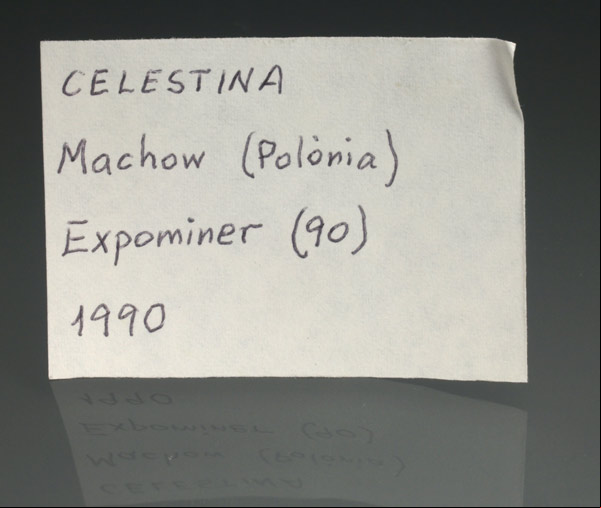 CELESTINA
Machow (Polònia)
Expominer (90)
1990